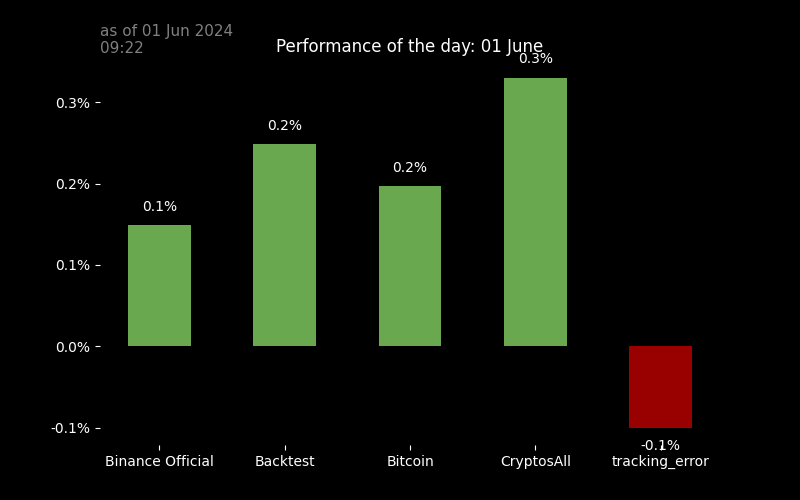 as of 01 Jun 2024
09:22
Performance of the day: 01 June
0.3%
0.3%
0.2%
0.2%
0.2%
0.1%
0.1%
0.0%
-0.1%
-0.1%
Binance Official
Backtest
Bitcoin
CryptosAll
tracking_error